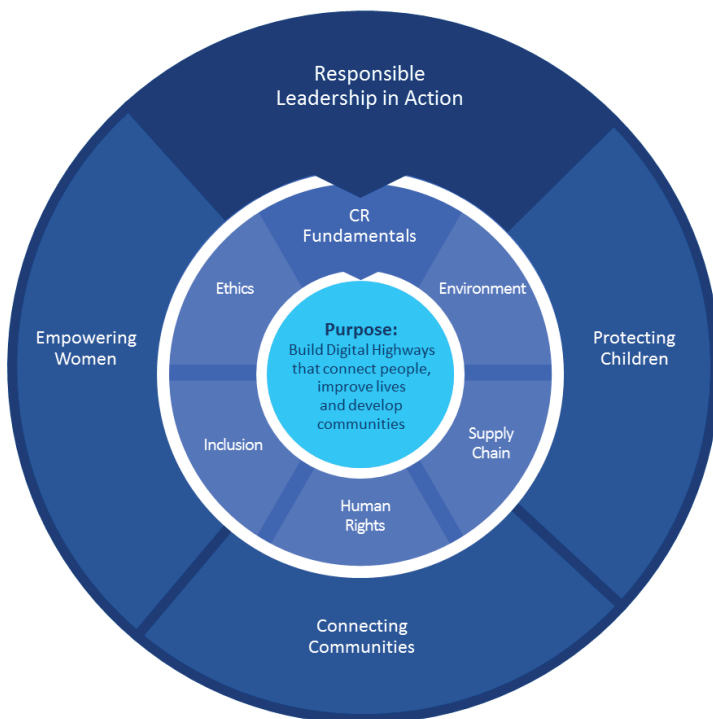 Responsible
Leadership in Action
CR
Fundamentals
Ethics
Environment
Purpose:
Build Digital Highways
that connect people,
improve lives
and develop
communities
Empowering
Women
Protecting
Children
Inclusion
Supply
Chain
Human
Rights
Connecting
Communities